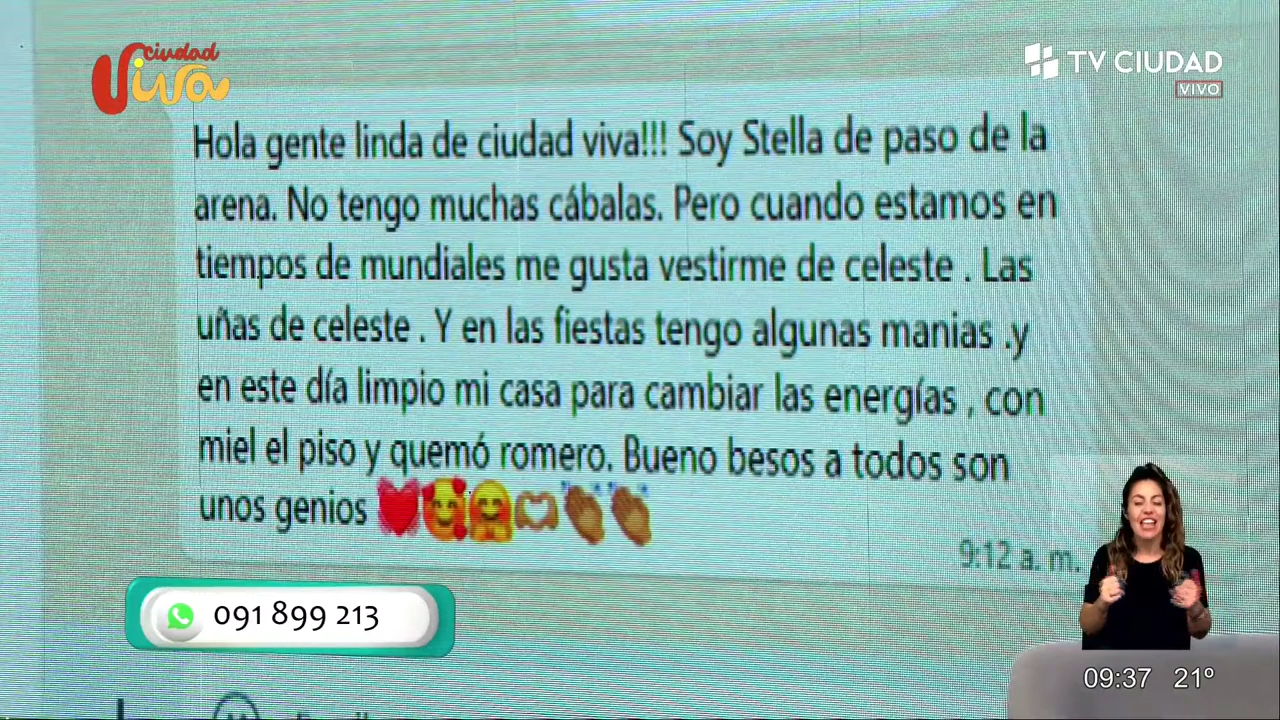 ciudad
viva
TV CIUDAD
VIVO
Hola gente linda de ciudad viva!!! Soy Stella de paso de la
arena. No tengo muchas cábalas. Pero cuando estamos en
tiempos de mundiales me gusta vestirme de celeste . Las
uñas de celeste . Y en las fiestas tengo algunas manias .y
en este día limpio mi casa para cambiar las energías , con
miel el piso y quemó romero. Bueno besos a todos son
unos genios ❤️🥰🤗🫶🏾👏🏾👏🏾
9:12 a. m.
091 899 213
09:37 21º